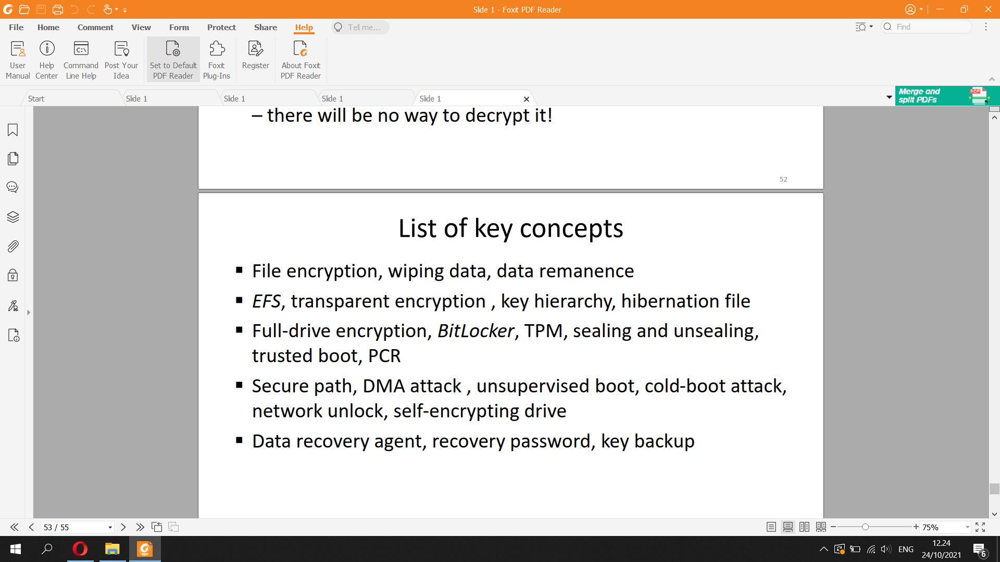 Slide 1 - Foxit PDF Reader
File Home Comment View Form Protect Share Help Tell me... Find
User Manual
Help Center
C:\
Command Line Help
Post Your Idea
Set to Default PDF Reader
Foxit Plug-Ins
Register
About Foxit PDF Reader
Start Slide 1 Slide 1 Slide 1 Slide 1
Merge and
split PDFs
PDF
– there will be no way to decrypt it!
52
List of key concepts
▪ File encryption, wiping data, data remanence
▪ EFS, transparent encryption , key hierarchy, hibernation file
▪ Full-drive encryption, BitLocker, TPM, sealing and unsealing,
trusted boot, PCR
▪ Secure path, DMA attack , unsupervised boot, cold-boot attack,
network unlock, self-encrypting drive
▪ Data recovery agent, recovery password, key backup
53 / 55
75%
PDF
ENG
12.24
24/10/2021
6